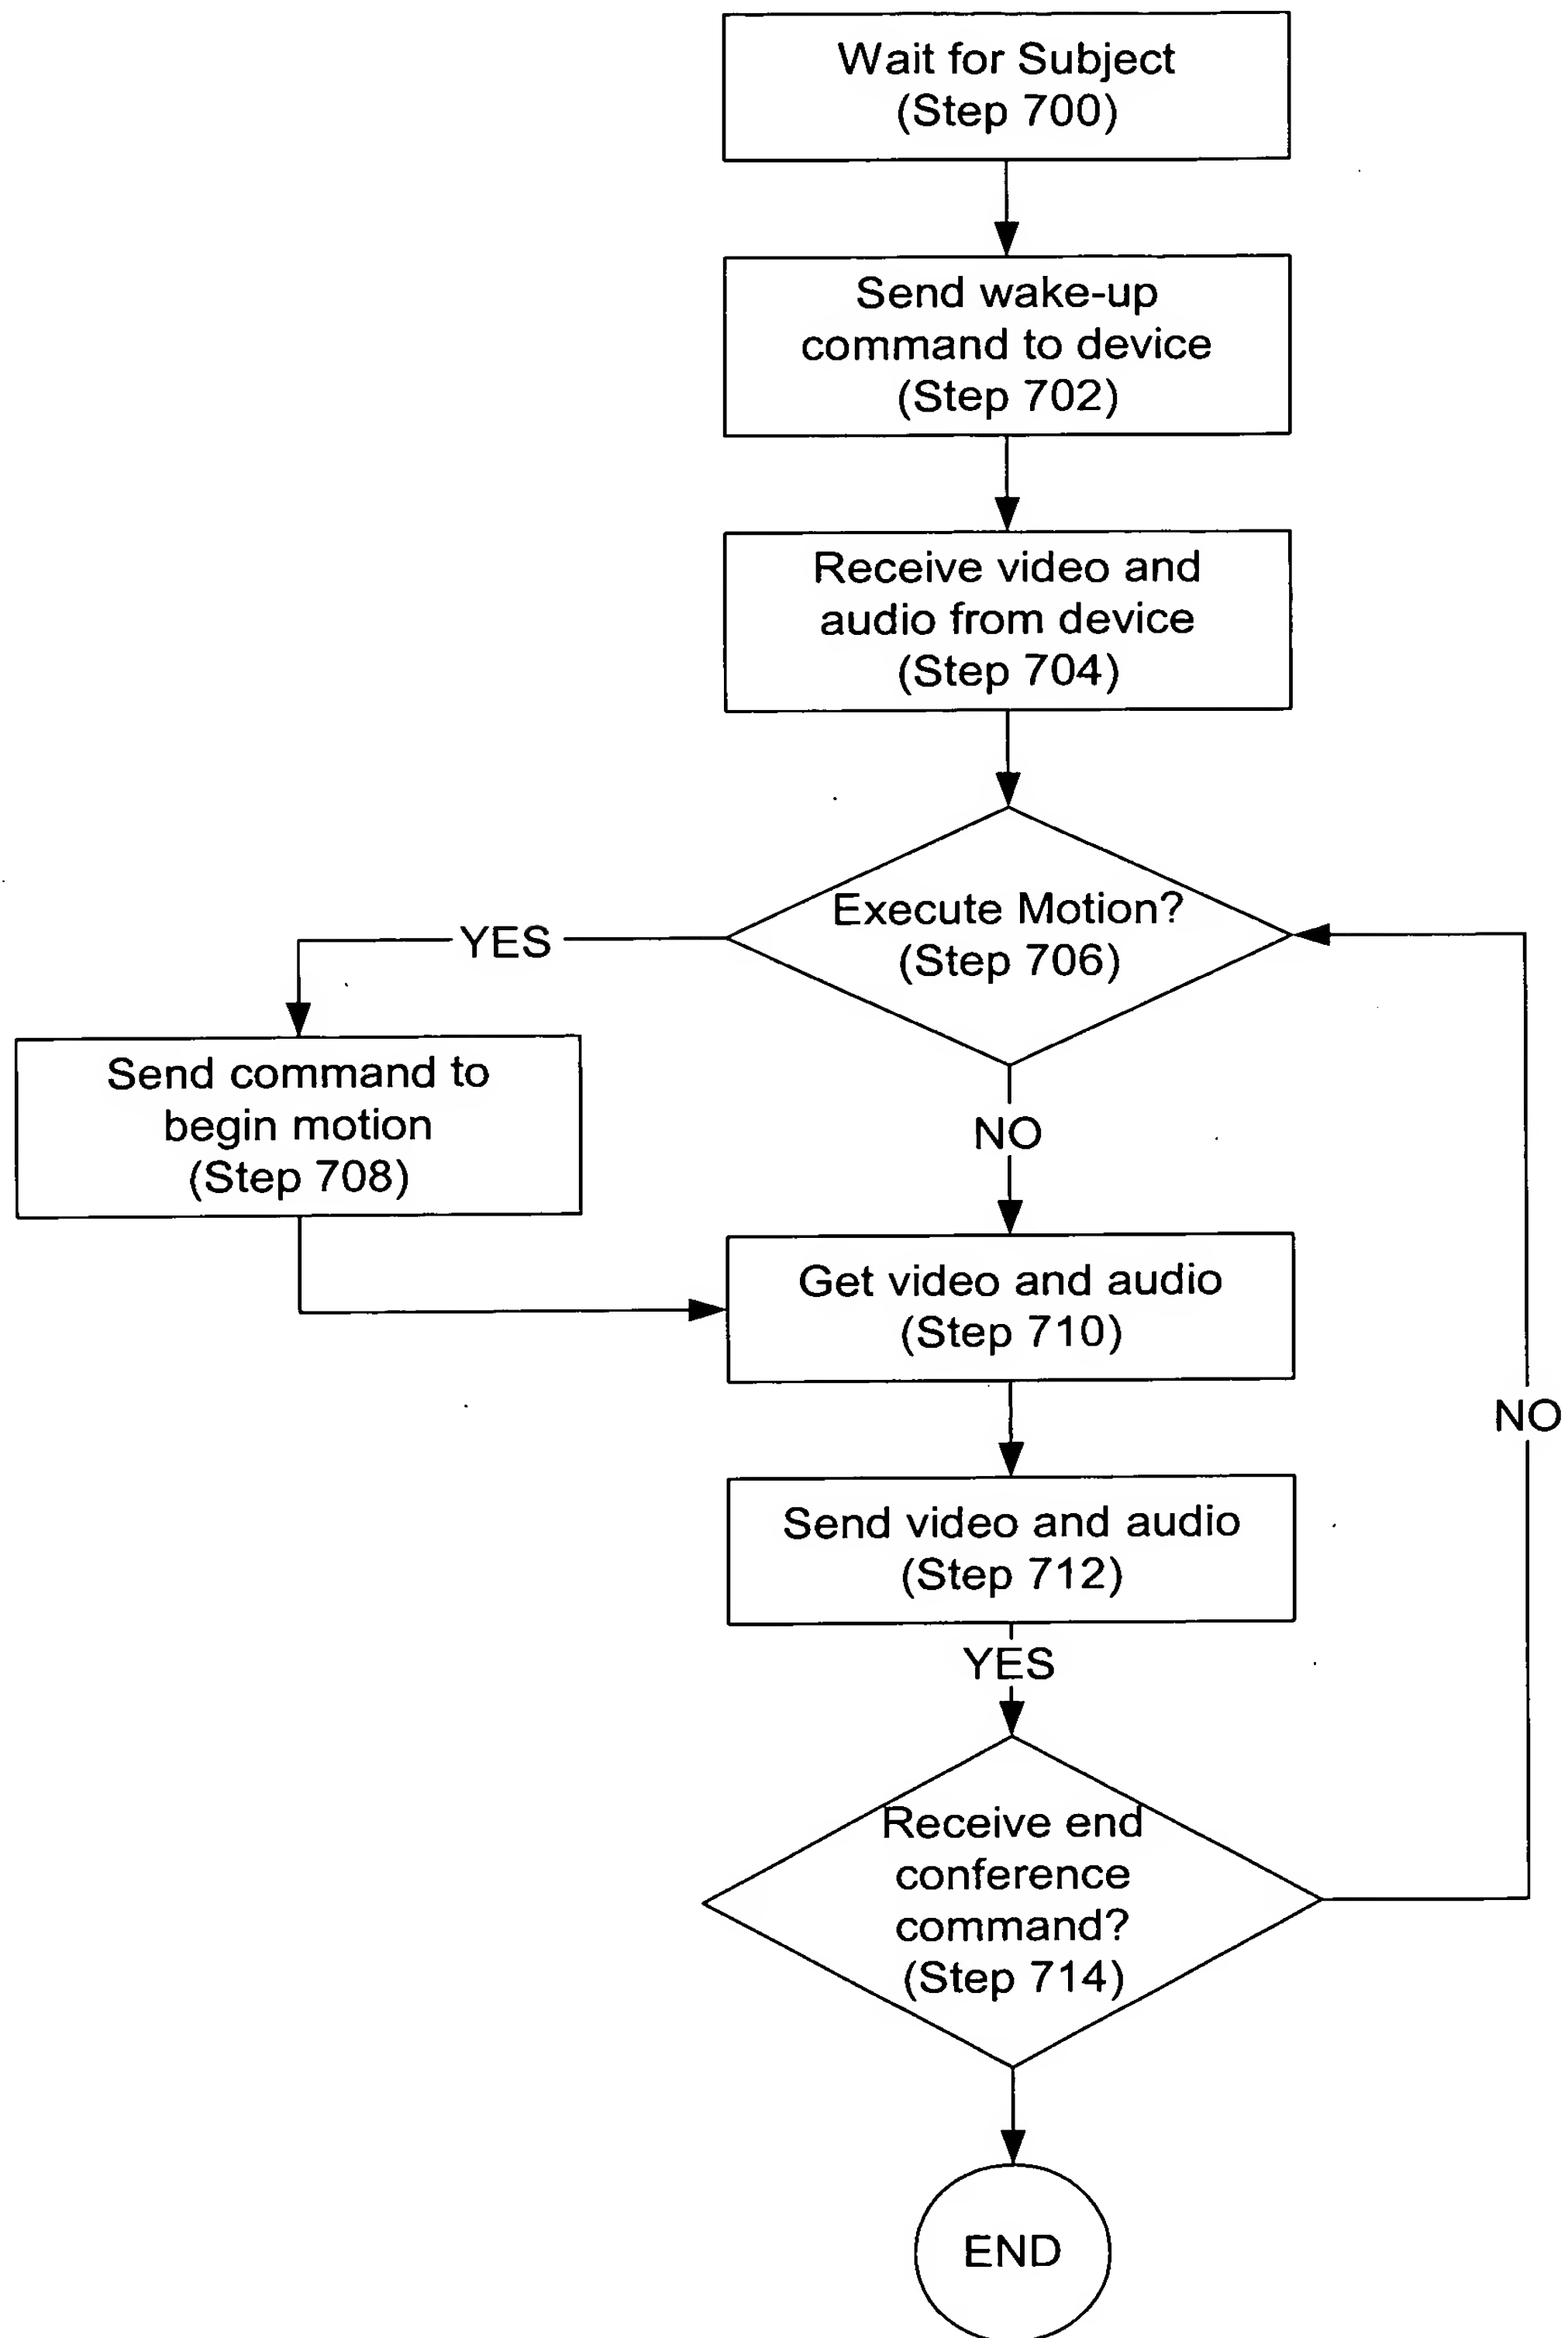 Wait for Subject
(Step 700)
Send wake-up
command to device
(Step 702)
Receive video and
audio from device
(Step 704)
Execute Motion?
(Step 706)
YES
Send command to
begin motion
(Step 708)
NO
Get video and audio
(Step 710)
NO
Send video and audio
(Step 712)
YES
Receive end
conference
command?
(Step 714)
END